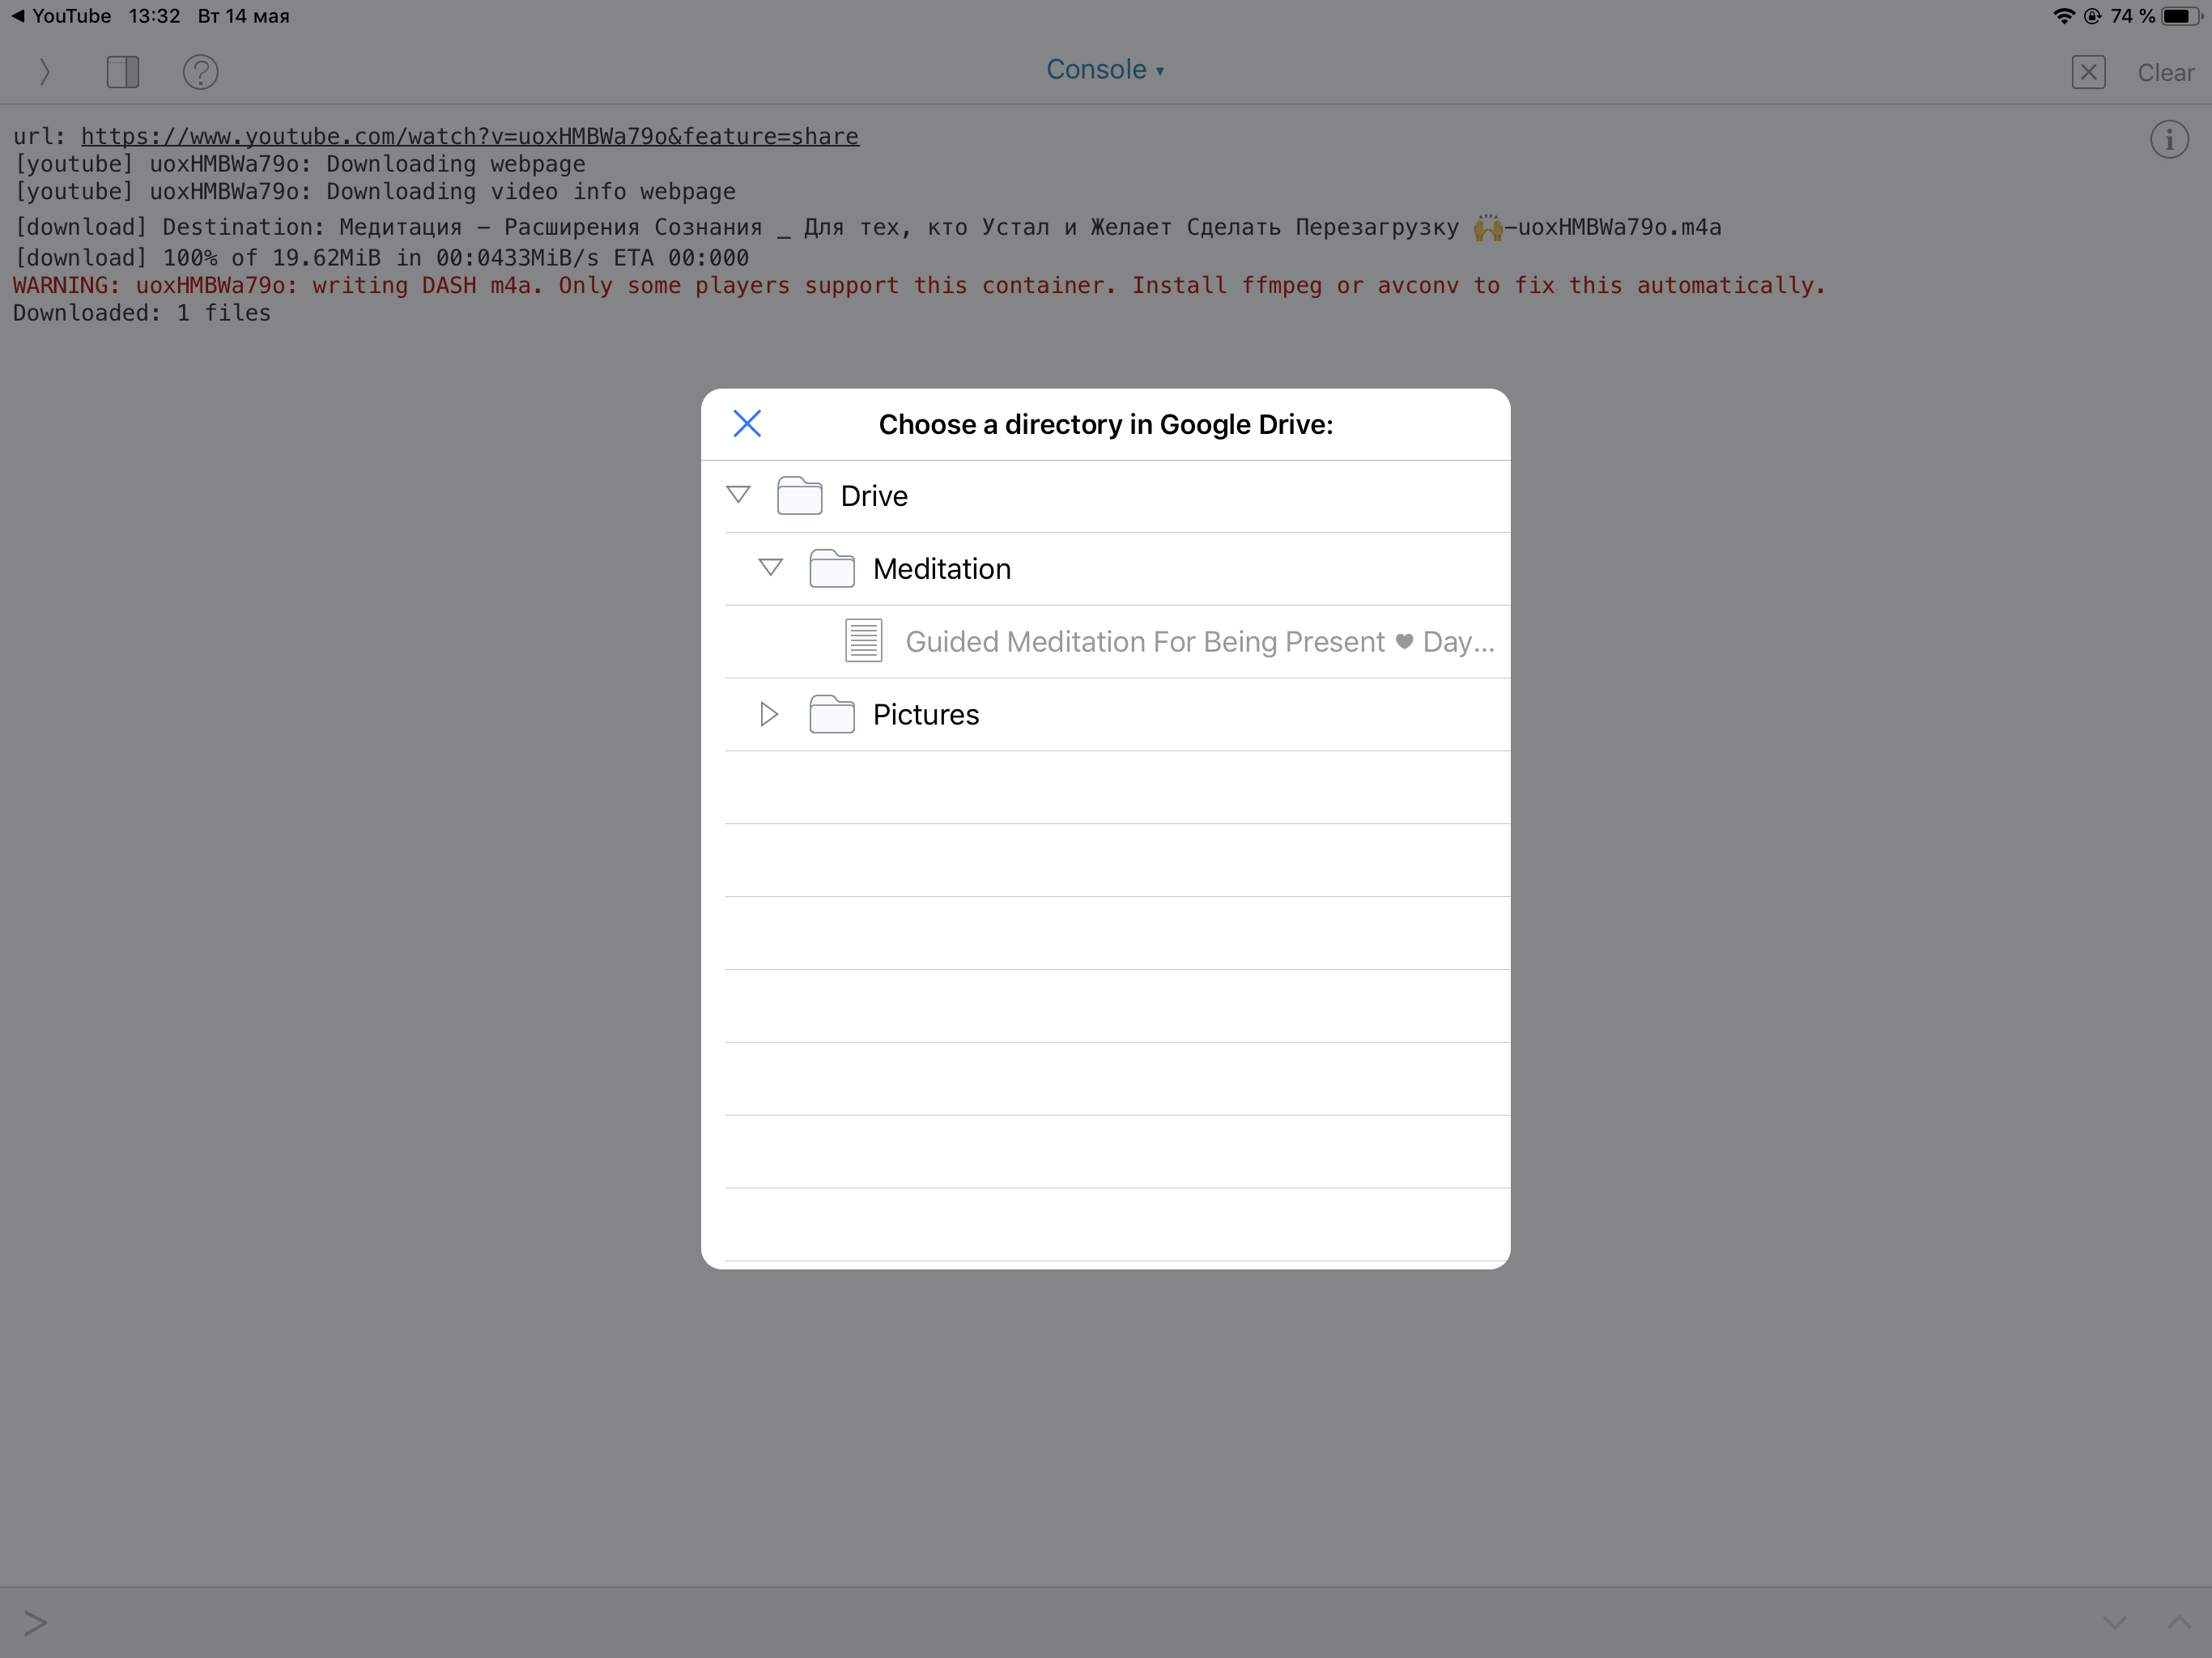 ◀ YouTube 13:32 Вт 14 мая 74 %
Console ▾ Clear
url: https://www.youtube.com/watch?v=uoxHMBWa79o&feature=share
[youtube] uoxHMBWa79o: Downloading webpage
[youtube] uoxHMBWa79o: Downloading video info webpage
[download] Destination: Медитация – Расширения Сознания _ Для тех, кто Устал и Желает Сделать Перезагрузку 🙌-uoxHMBWa79o.m4a
[download] 100% of 19.62MiB in 00:0433MiB/s ETA 00:000
WARNING: uoxHMBWa79o: writing DASH m4a. Only some players support this container. Install ffmpeg or avconv to fix this automatically.
Downloaded: 1 files
Choose a directory in Google Drive:
Drive
Meditation
Guided Meditation For Being Present ♥ Day...
Pictures
>